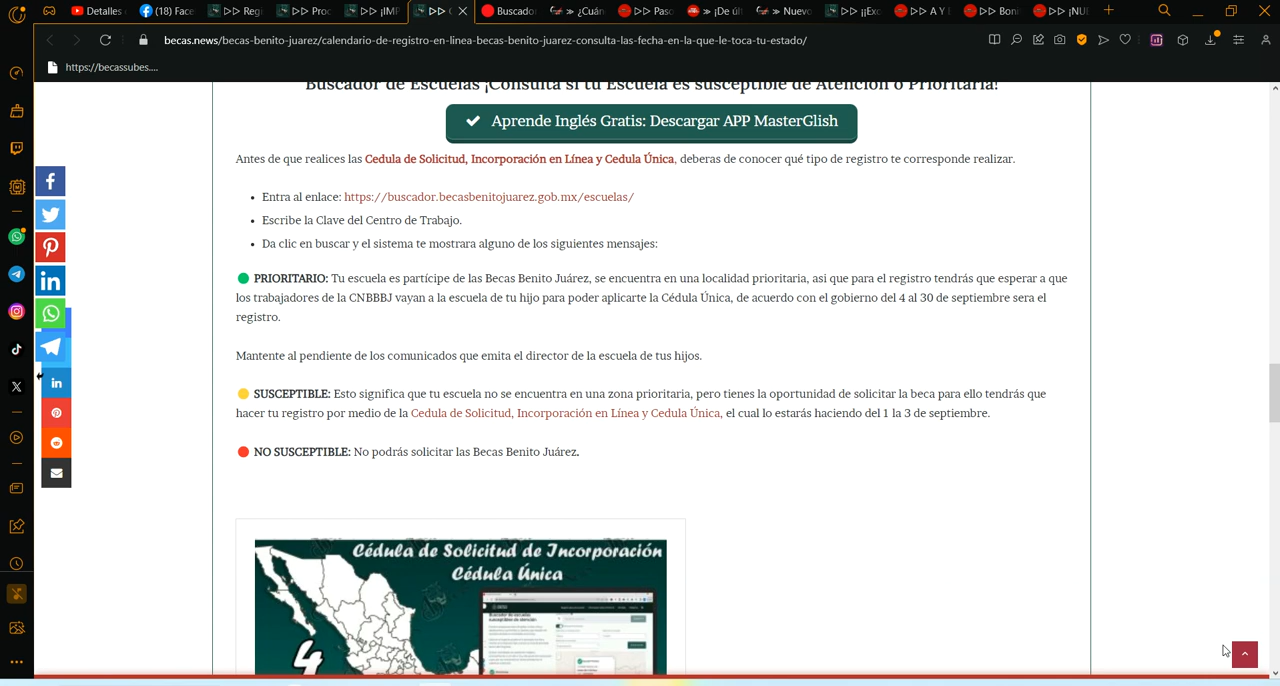 Detalles
(18) Face
>> Regi
>> Proc
>> ¡IMP
>> ¿
Buscado
» ¿Cuán
>> Paso
» ¡De úl
» Nuevo
>> ¡¡Exc
>> A Y
>> Bon
>> ¡NUE
becas.news/becas-benito-juarez/calendario-de-registro-en-linea-becas-benito-juarez-consulta-las-fecha-en-la-que-le-toca-tu-estado/
https://becassubes....
Buscador de Escuelas ¡Consulta si tu Escuela es susceptible de Atención o Prioritaria!
Aprende Inglés Gratis: Descargar APP MasterGlish
Antes de que realices las Cedula de Solicitud, Incorporación en Línea y Cedula Única, deberas de conocer qué tipo de registro te corresponde realizar.
• Entra al enlace: https://buscador.becasbenitojuarez.gob.mx/escuelas/
• Escribe la Clave del Centro de Trabajo.
• Da clic en buscar y el sistema te mostrara alguno de los siguientes mensajes:
PRIORITARIO: Tu escuela es partícipe de las Becas Benito Juárez, se encuentra en una localidad prioritaria, asi que para el registro tendrás que esperar a que
los trabajadores de la CNBBBJ vayan a la escuela de tu hijo para poder aplicarte la Cédula Única, de acuerdo con el gobierno del 4 al 30 de septiembre sera el
registro.
Mantente al pendiente de los comunicados que emita el director de la escuela de tus hijos.
SUSCEPTIBLE: Esto significa que tu escuela no se encuentra en una zona prioritaria, pero tienes la oportunidad de solicitar la beca para ello tendrás que
hacer tu registro por medio de la Cedula de Solicitud, Incorporación en Línea y Cedula Única, el cual lo estarás haciendo del 1 la 3 de septiembre.
NO SUSCEPTIBLE: No podrás solicitar las Becas Benito Juárez.
Cédula de Solicitud de Incorporación
Cédula Única
4